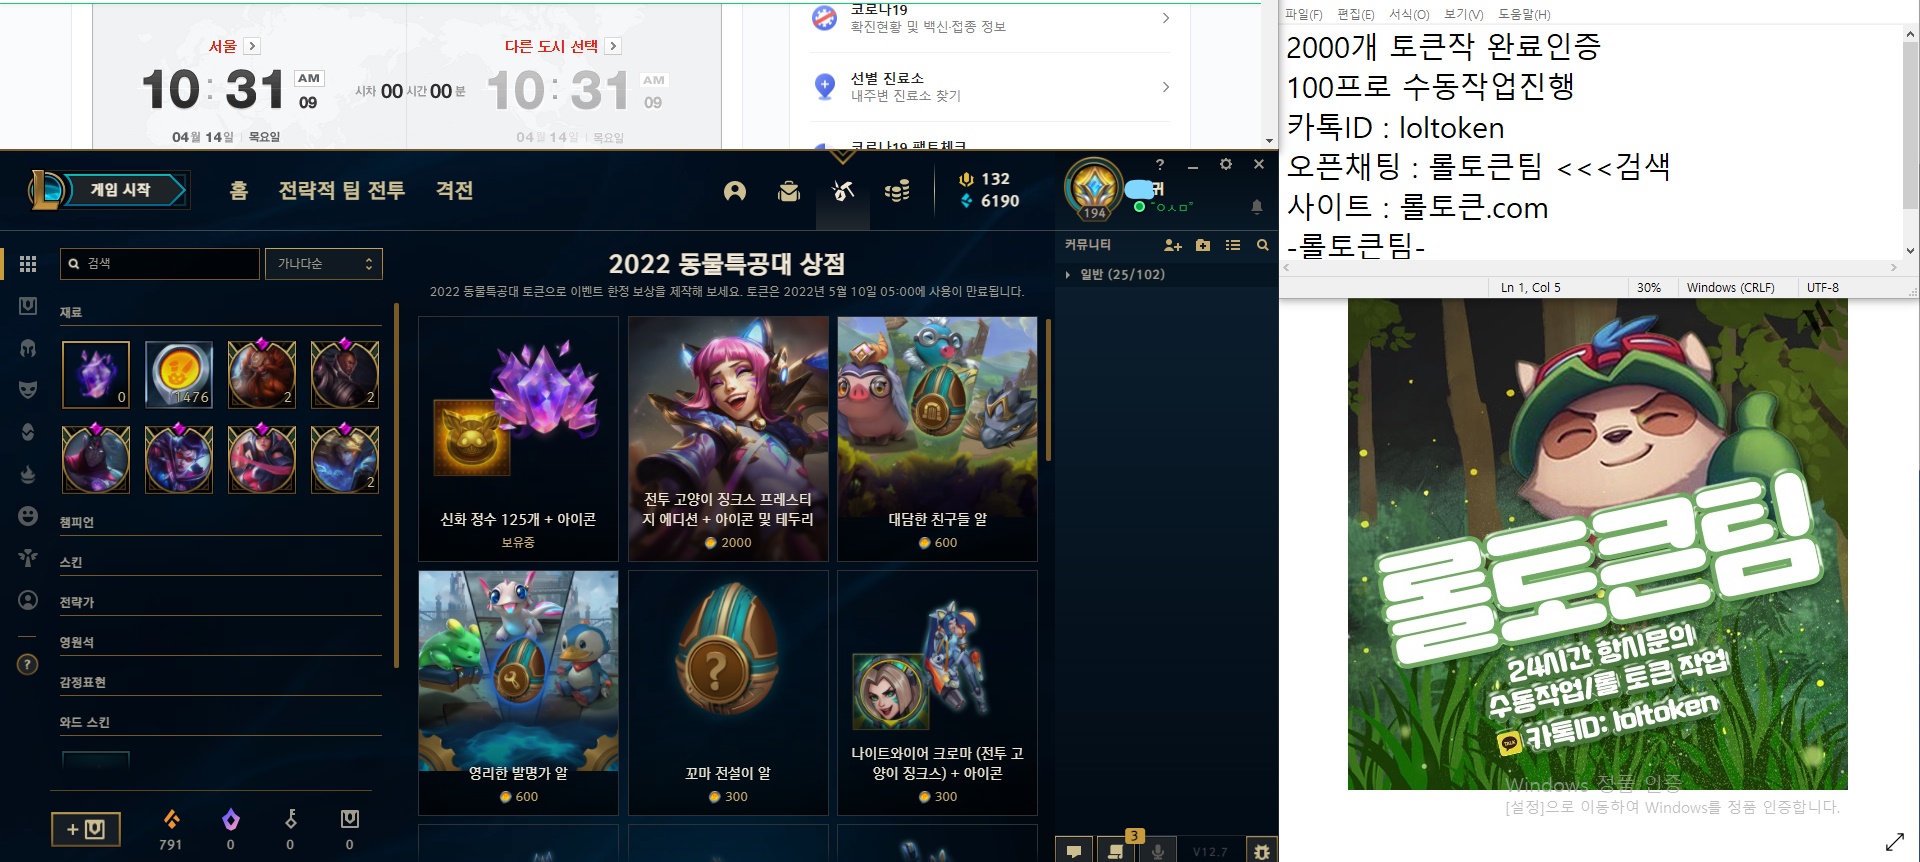 서울
다른 도시 선택
10:31 AM 09
시차 00 시간 00 분
10:31 AM 09
04월 14일 | 목요일
04월 14일 | 목요일
코로나19
확진현황 및 백신·접종 정보
선별 진료소
내주변 진료소 찾기
코로나19 팩트체크
파일(F) 편집(E) 서식(O) 보기(V) 도움말(H)
2000개 토큰작 완료인증
100프로 수동작업진행
카톡ID : loltoken
오픈채팅 : 롤토큰팀 <<<검색
사이트 : 롤토큰.com
-롤토큰팀-
Ln 1, Col 5
30%
Windows (CRLF)
UTF-8
게임 시작
홈
전략적 팀 전투
격전
132
6190
194
귀
"ㅇㅅㅁ"
커뮤니티
일반 (25/102)
검색
가나다순
재료
0
1476
2
2
2
챔피언
스킨
전략가
영원석
감정표현
와드 스킨
791
0
0
0
2022 동물특공대 상점
2022 동물특공대 토큰으로 이벤트 한정 보상을 제작해 보세요. 토큰은 2022년 5월 10일 05:00에 사용이 만료됩니다.
신화 정수 125개 + 아이콘
보유중
전투 고양이 징크스 프레스티
지 에디션 + 아이콘 및 테두리
2000
대담한 친구들 알
600
영리한 발명가 알
600
꼬마 전설이 알
300
나이트와이어 크로마 (전투 고
양이 징크스) + 아이콘
300
3
V12.7
롤토큰팀
24시간 항시문의
수동작업/롤 토큰 작업
TALK
카톡ID: loltoken
Windows 정품 인증
[설정]으로 이동하여 Windows를 정품 인증합니다.